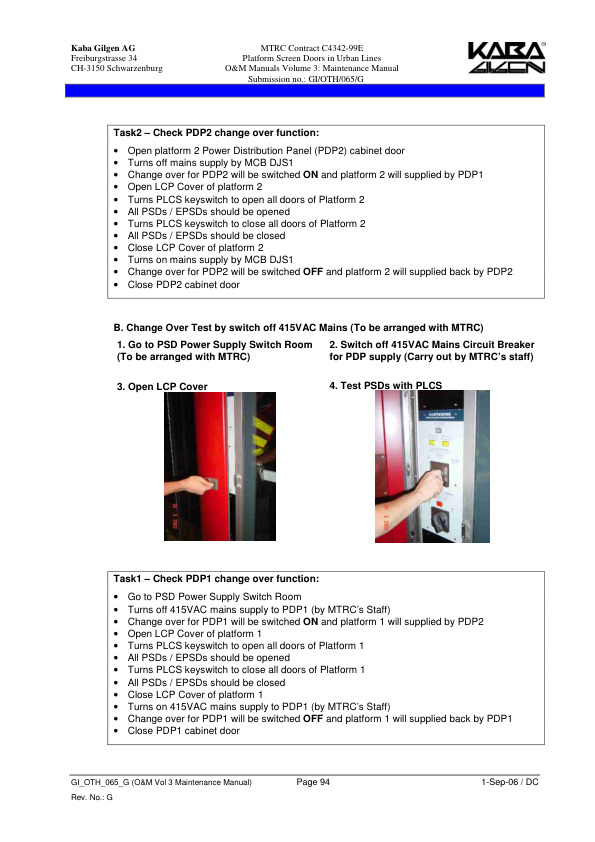 Kaba Gilgen AG
Freiburgstrasse 34
CH-3150 Schwarzenburg
MTRC Contract C4342-99E
Platform Screen Doors in Urban Lines
O&M Manuals Volume 3: Maintenance Manual
Submission no.: GI/OTH/065/G
KABA®
GILGEN
Task2 – Check PDP2 change over function:
• Open platform 2 Power Distribution Panel (PDP2) cabinet door
• Turns off mains supply by MCB DJS1
• Change over for PDP2 will be switched ON and platform 2 will supplied by PDP1
• Open LCP Cover of platform 2
• Turns PLCS keyswitch to open all doors of Platform 2
• All PSDs / EPSDs should be opened
• Turns PLCS keyswitch to close all doors of Platform 2
• All PSDs / EPSDs should be closed
• Close LCP Cover of platform 2
• Turns on mains supply by MCB DJS1
• Change over for PDP2 will be switched OFF and platform 2 will supplied back by PDP2
• Close PDP2 cabinet door
B. Change Over Test by switch off 415VAC Mains (To be arranged with MTRC)
1. Go to PSD Power Supply Switch Room
(To be arranged with MTRC)
2. Switch off 415VAC Mains Circuit Breaker
for PDP supply (Carry out by MTRC's staff)
3. Open LCP Cover
4. Test PSDs with PLCS
Task1 – Check PDP1 change over function:
• Go to PSD Power Supply Switch Room
• Turns off 415VAC mains supply to PDP1 (by MTRC's Staff)
• Change over for PDP1 will be switched ON and platform 1 will supplied by PDP2
• Open LCP Cover of platform 1
• Turns PLCS keyswitch to open all doors of Platform 1
• All PSDs / EPSDs should be opened
• Turns PLCS keyswitch to close all doors of Platform 1
• All PSDs / EPSDs should be closed
• Close LCP Cover of platform 1
• Turns on 415VAC mains supply to PDP1 (by MTRC's Staff)
• Change over for PDP1 will be switched OFF and platform 1 will supplied back by PDP1
• Close PDP1 cabinet door
GI_OTH_065_G (O&M Vol 3 Maintenance Manual)
Page 94
1-Sep-06 / DC
Rev. No.: G